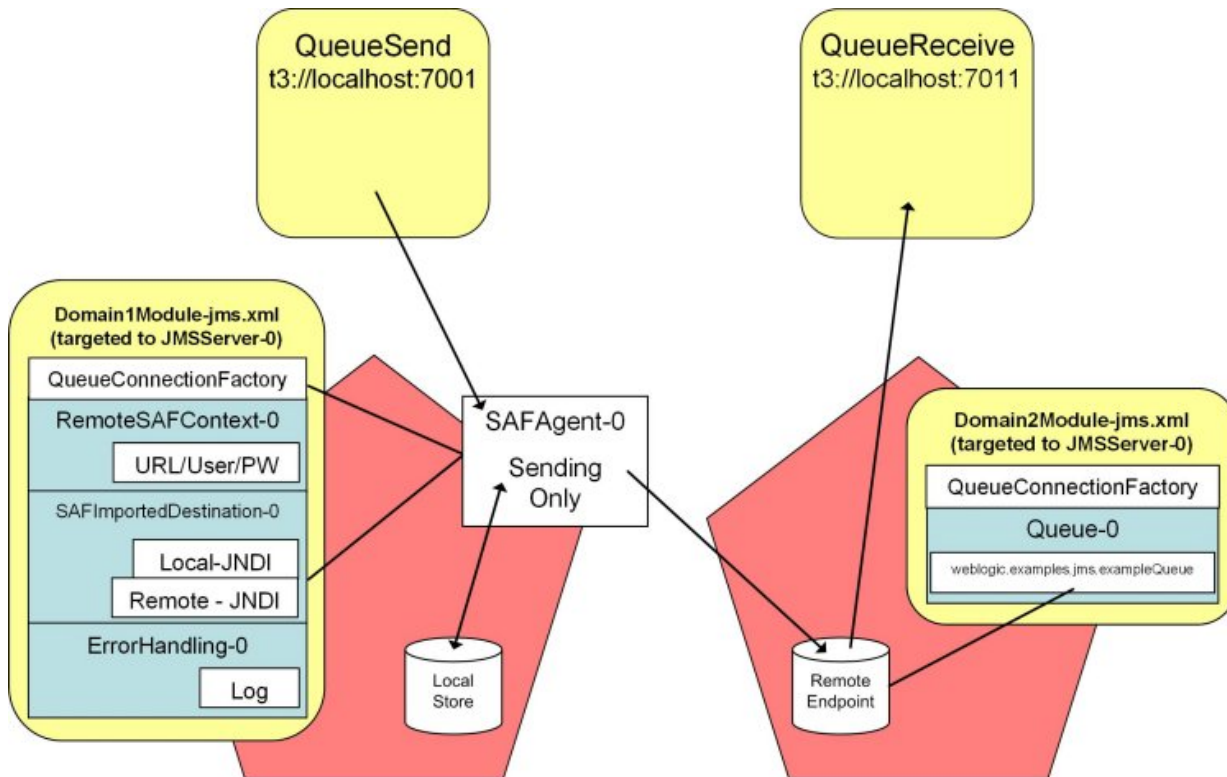 QueueSend
t3://localhost:7001
QueueReceive
t3://localhost:7011
Domain1Module-jms.xml
(targeted to JMSServer-0)
QueueConnectionFactory
RemoteSAFContext-0
URL/User/PW
SAFImportedDestination-0
Local-JNDI
Remote - JNDI
ErrorHandling-0
Log
SAFAgent-0
Sending
Only
Local
Store
Remote
Endpoint
Domain2Module-jms.xml
(targeted to JMSServer-0)
QueueConnectionFactory
Queue-0
weblogic.examples.jms.exampleQueue